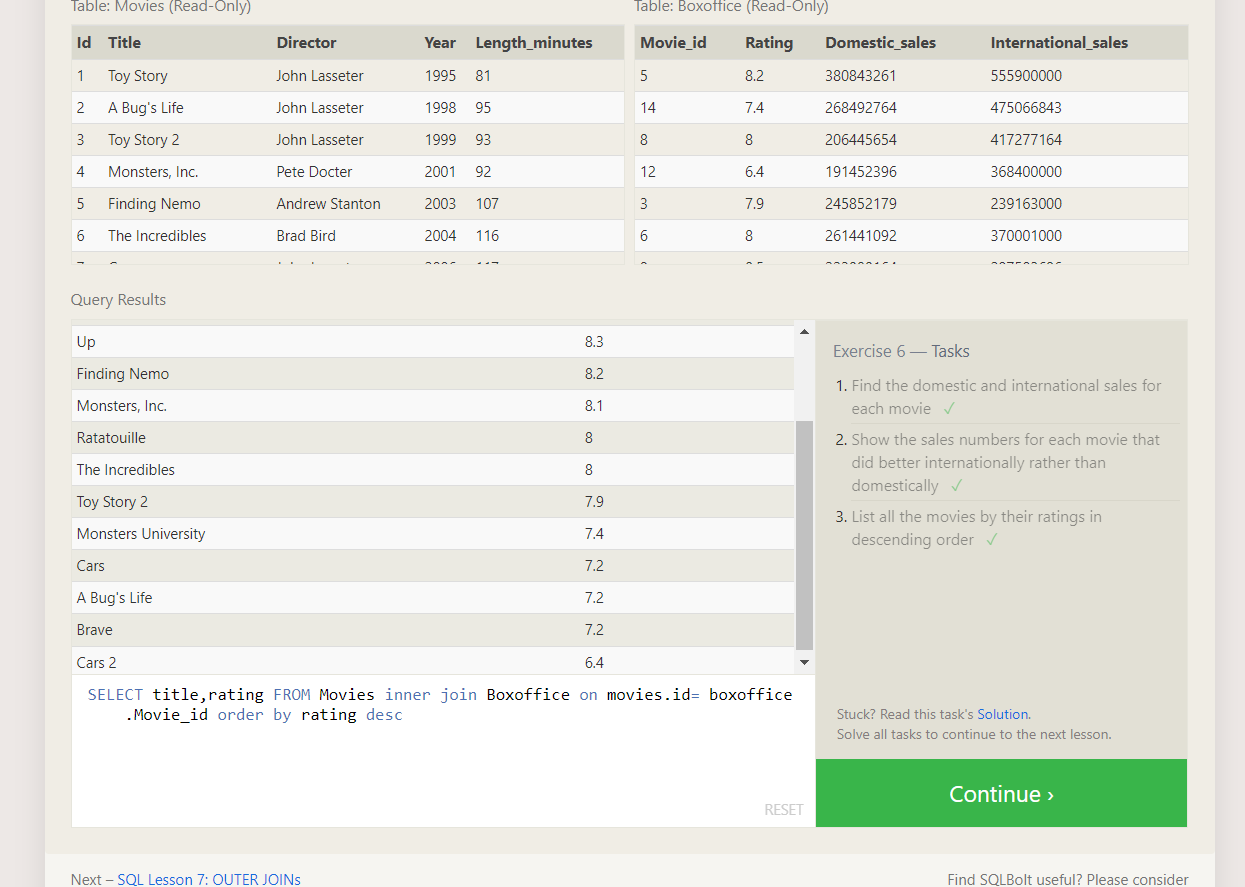 Table: Movies (Read-Only) Table: Boxoffice (Read-Only)
Id Title Director Year Length_minutes Movie_id Rating Domestic_sales International_sales
1 Toy Story John Lasseter 1995 81 5 8.2 380843261 555900000
2 A Bug's Life John Lasseter 1998 95 14 7.4 268492764 475066843
3 Toy Story 2 John Lasseter 1999 93 8 8 206445654 417277164
4 Monsters, Inc. Pete Docter 2001 92 12 6.4 191452396 368400000
5 Finding Nemo Andrew Stanton 2003 107 3 7.9 245852179 239163000
6 The Incredibles Brad Bird 2004 116 6 8 261441092 370001000
Query Results
Up 8.3
Finding Nemo 8.2
Monsters, Inc. 8.1
Ratatouille 8
The Incredibles 8
Toy Story 2 7.9
Monsters University 7.4
Cars 7.2
A Bug's Life 7.2
Brave 7.2
Cars 2 6.4
SELECT title,rating FROM Movies inner join Boxoffice on movies.id= boxoffice
.Movie_id order by rating desc
RESET
Exercise 6 — Tasks
1. Find the domestic and international sales for
each movie ✓
2. Show the sales numbers for each movie that
did better internationally rather than
domestically ✓
3. List all the movies by their ratings in
descending order ✓
Stuck? Read this task's Solution.
Solve all tasks to continue to the next lesson.
Continue ›
Next – SQL Lesson 7: OUTER JOINs
Find SQLBolt useful? Please consider